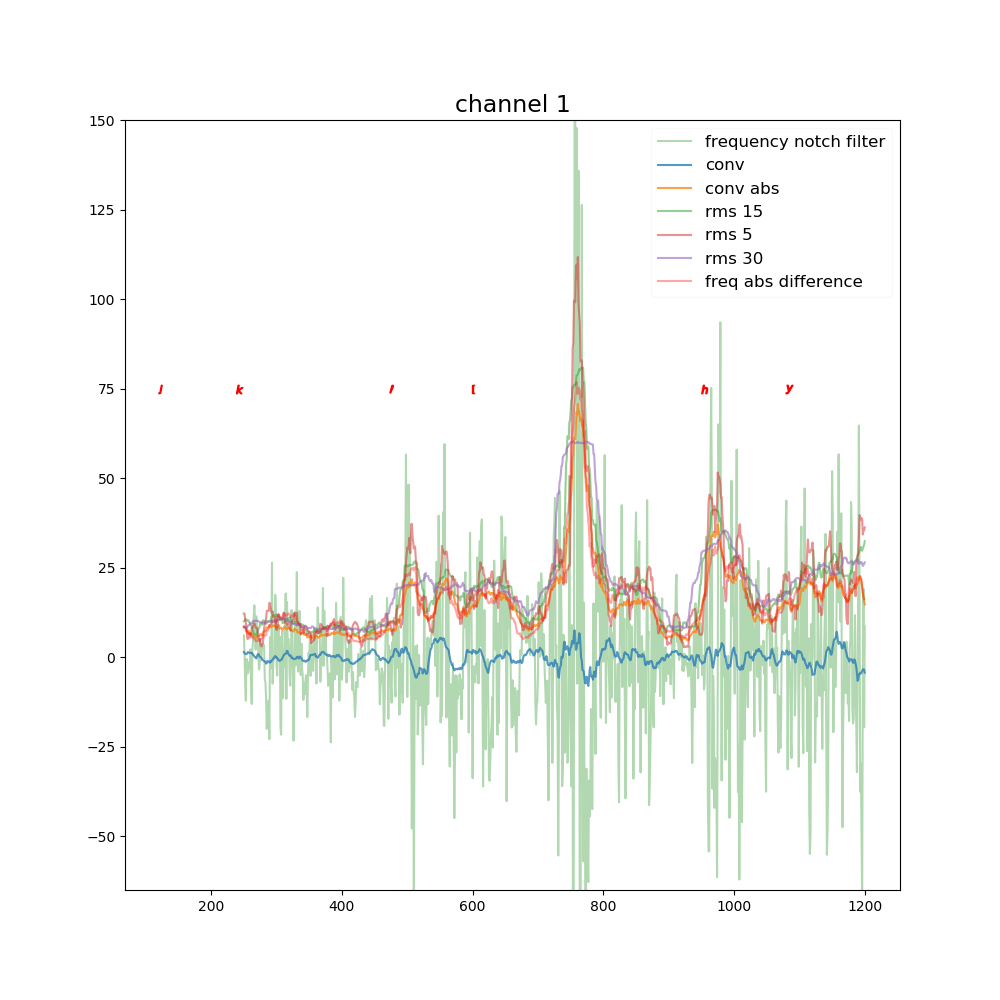 channel 1
150
125
100
75
50
25
0
−25
−50
200 400 600 800 1000 1200
frequency notch filter
conv
conv abs
rms 15
rms 5
rms 30
freq abs difference
j k l [ h y